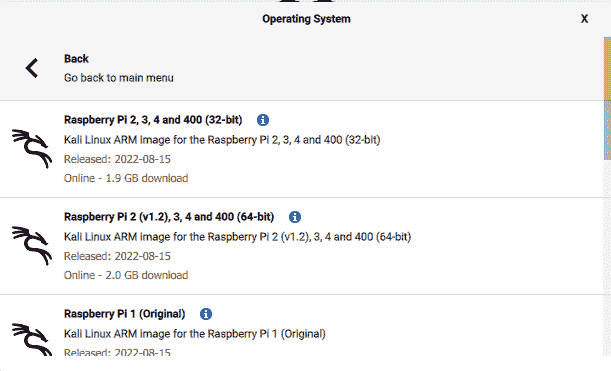 Operating System
X
Back
Go back to main menu
Raspberry Pi 2, 3, 4 and 400 (32-bit)
Kali Linux ARM image for the Raspberry Pi 2, 3, 4 and 400 (32-bit)
Released: 2022-08-15
Online - 1.9 GB download
Raspberry Pi 2 (v1.2), 3, 4 and 400 (64-bit)
Kali Linux ARM image for the Raspberry Pi 2 (v1.2), 3, 4 and 400 (64-bit)
Released: 2022-08-15
Online - 2.0 GB download
Raspberry Pi 1 (Original)
Kali Linux ARM image for the Raspberry Pi 1 (Original)
Released: 2022-08-15